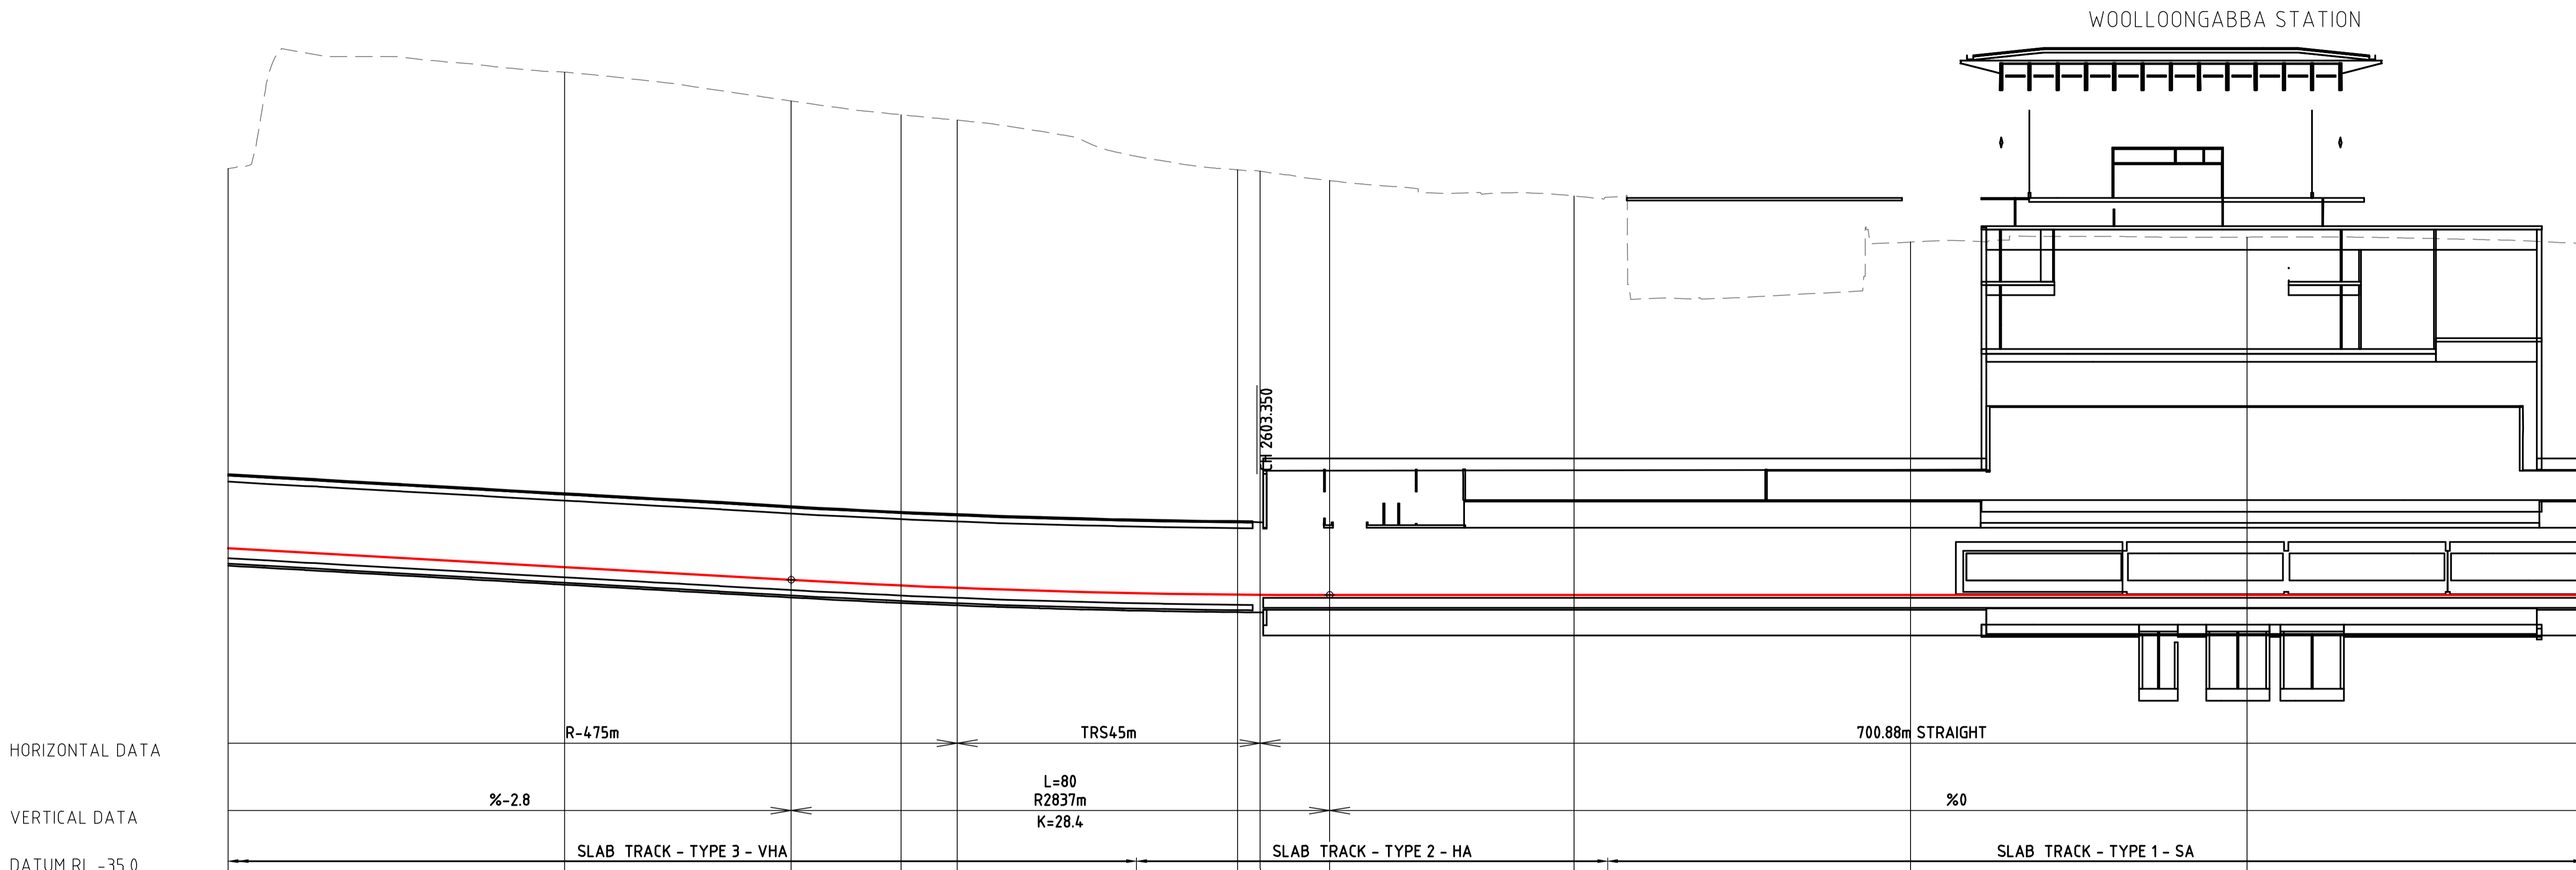 WOOLLOONGABBA STATION
CH 2603.350
HORIZONTAL DATA
R-475m
TRS45m
700.88m STRAIGHT
VERTICAL DATA
%-2.8
L=80
R2837m
K=28.4
%0
DATUM RL -35.0
SLAB TRACK - TYPE 3 - VHA
SLAB TRACK - TYPE 2 - HA
SLAB TRACK - TYPE 1 - SA